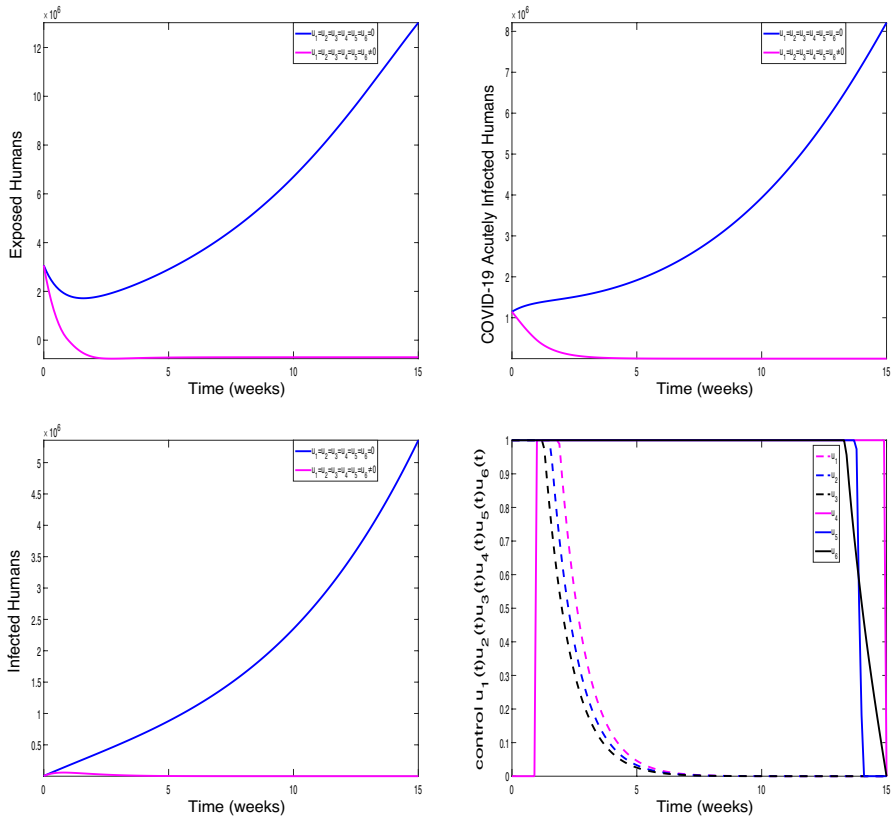 × 10⁶
12
10
8
6
4
2
0
0
5
10
15
Exposed Humans
Time (weeks)
u₁=u₂=u₃=u₄=u₅=u₆=0
u₁=u₂=u₃=u₄=u₅=u₆≠0
× 10⁶
8
7
6
5
4
3
2
1
0
5
10
15
COVID-19 Acutely Infected Humans
Time (weeks)
u₁=u₂=u₃=u₄=u₅=u₆=0
u₁=u₂=u₃=u₄=u₅=u₆≠0
× 10⁶
5
4.5
4
3.5
3
2.5
2
1.5
1
0.5
0
5
10
15
Infected Humans
Time (weeks)
u₁=u₂=u₃=u₄=u₅=u₆=0
u₁=u₂=u₃=u₄=u₅=u₆≠0
1
0.9
0.8
0.7
0.6
0.5
0.4
0.3
0.2
0.1
0
0
5
10
15
control u₁(t)u₂(t)u₃(t)u₄(t)u₅(t)u₆(t)
Time (weeks)
u₁
u₂
u₃
u₄
u₅
u₆